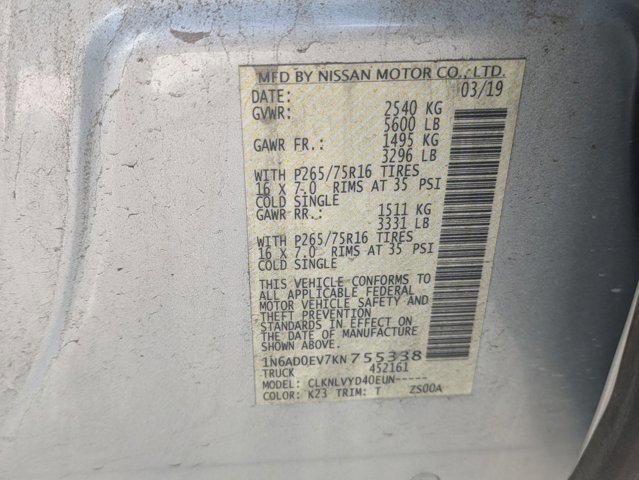 MFD BY NISSAN MOTOR CO., LTD.
DATE: 03/19
GVWR: 2540 KG
5600 LB
GAWR FR.: 1495 KG
3296 LB
WITH P265/75R16 TIRES
16 X 7.0 RIMS AT 35 PSI
COLD SINGLE
GAWR RR.: 1511 KG
3331 LB
WITH P265/75R16 TIRES
16 X 7.0 RIMS AT 35 PSI
COLD SINGLE
THIS VEHICLE CONFORMS TO
ALL APPLICABLE FEDERAL
MOTOR VEHICLE SAFETY AND
THEFT PREVENTION
STANDARDS IN EFFECT ON
THE DATE OF MANUFACTURE
SHOWN ABOVE.
1N6AD0EV7KN755338
TRUCK 452161
MODEL: CLKNLVYD40EUN-----
COLOR: K23 TRIM: T ZS00A